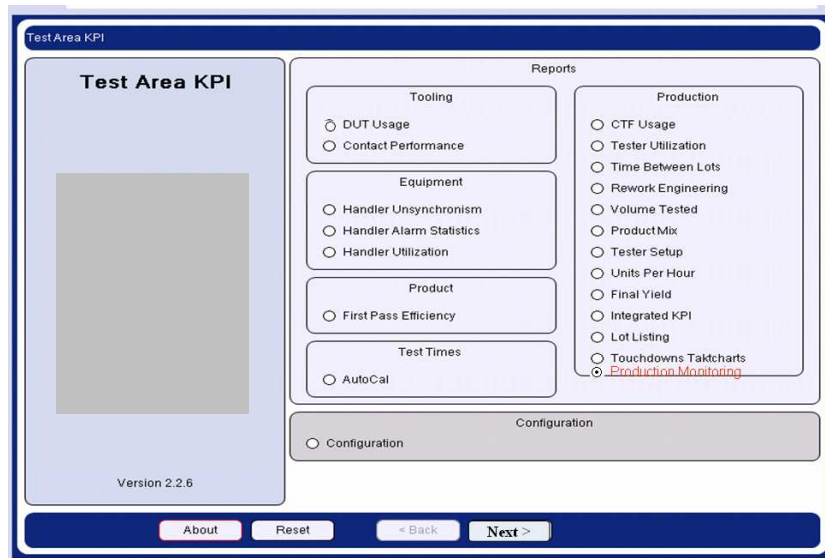 Test Area KPI
Test Area KPI
Version 2.2.6
Reports
Tooling
DUT Usage
Contact Performance
Equipment
Handler Unsynchronism
Handler Alarm Statistics
Handler Utilization
Product
First Pass Efficiency
Test Times
AutoCal
Production
CTF Usage
Tester Utilization
Time Between Lots
Rework Engineering
Volume Tested
Product Mix
Tester Setup
Units Per Hour
Final Yield
Integrated KPI
Lot Listing
Touchdowns Taktcharts
Production Monitoring
Configuration
Configuration
About
Reset
< Back
Next >